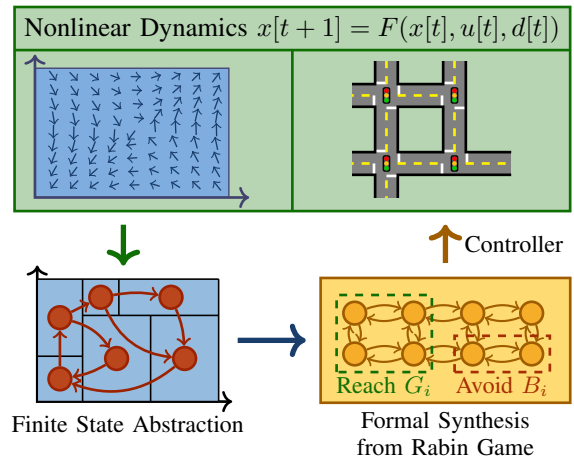 Nonlinear Dynamics x[t + 1] = F(x[t], u[t], d[t])
Controller
Reach G_i
Avoid B_i
Finite State Abstraction
Formal Synthesis
from Rabin Game